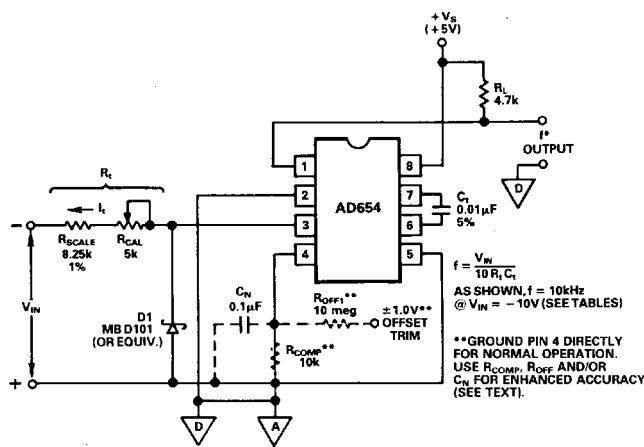 + VS
(+5V)
RL
4.7k
f*
OUTPUT
D
1
8
2
AD654
7
Ct
0.01µF
5%
3
6
4
5
Rt
It
−
RSCALE
8.25k
1%
RCAL
5k
VIN
+
D1
MBD101
(OR EQUIV.)
CN
0.1µF
ROFF1**
10 meg
±1.0V**
OFFSET
TRIM
RCOMP**
10k
D
A
f = VIN
10 Rt Ct
AS SHOWN, f = 10kHz
@ VIN = −10V (SEE TABLES)
**GROUND PIN 4 DIRECTLY
FOR NORMAL OPERATION.
USE RCOMP, ROFF AND/OR
CN FOR ENHANCED ACCURACY
(SEE TEXT).